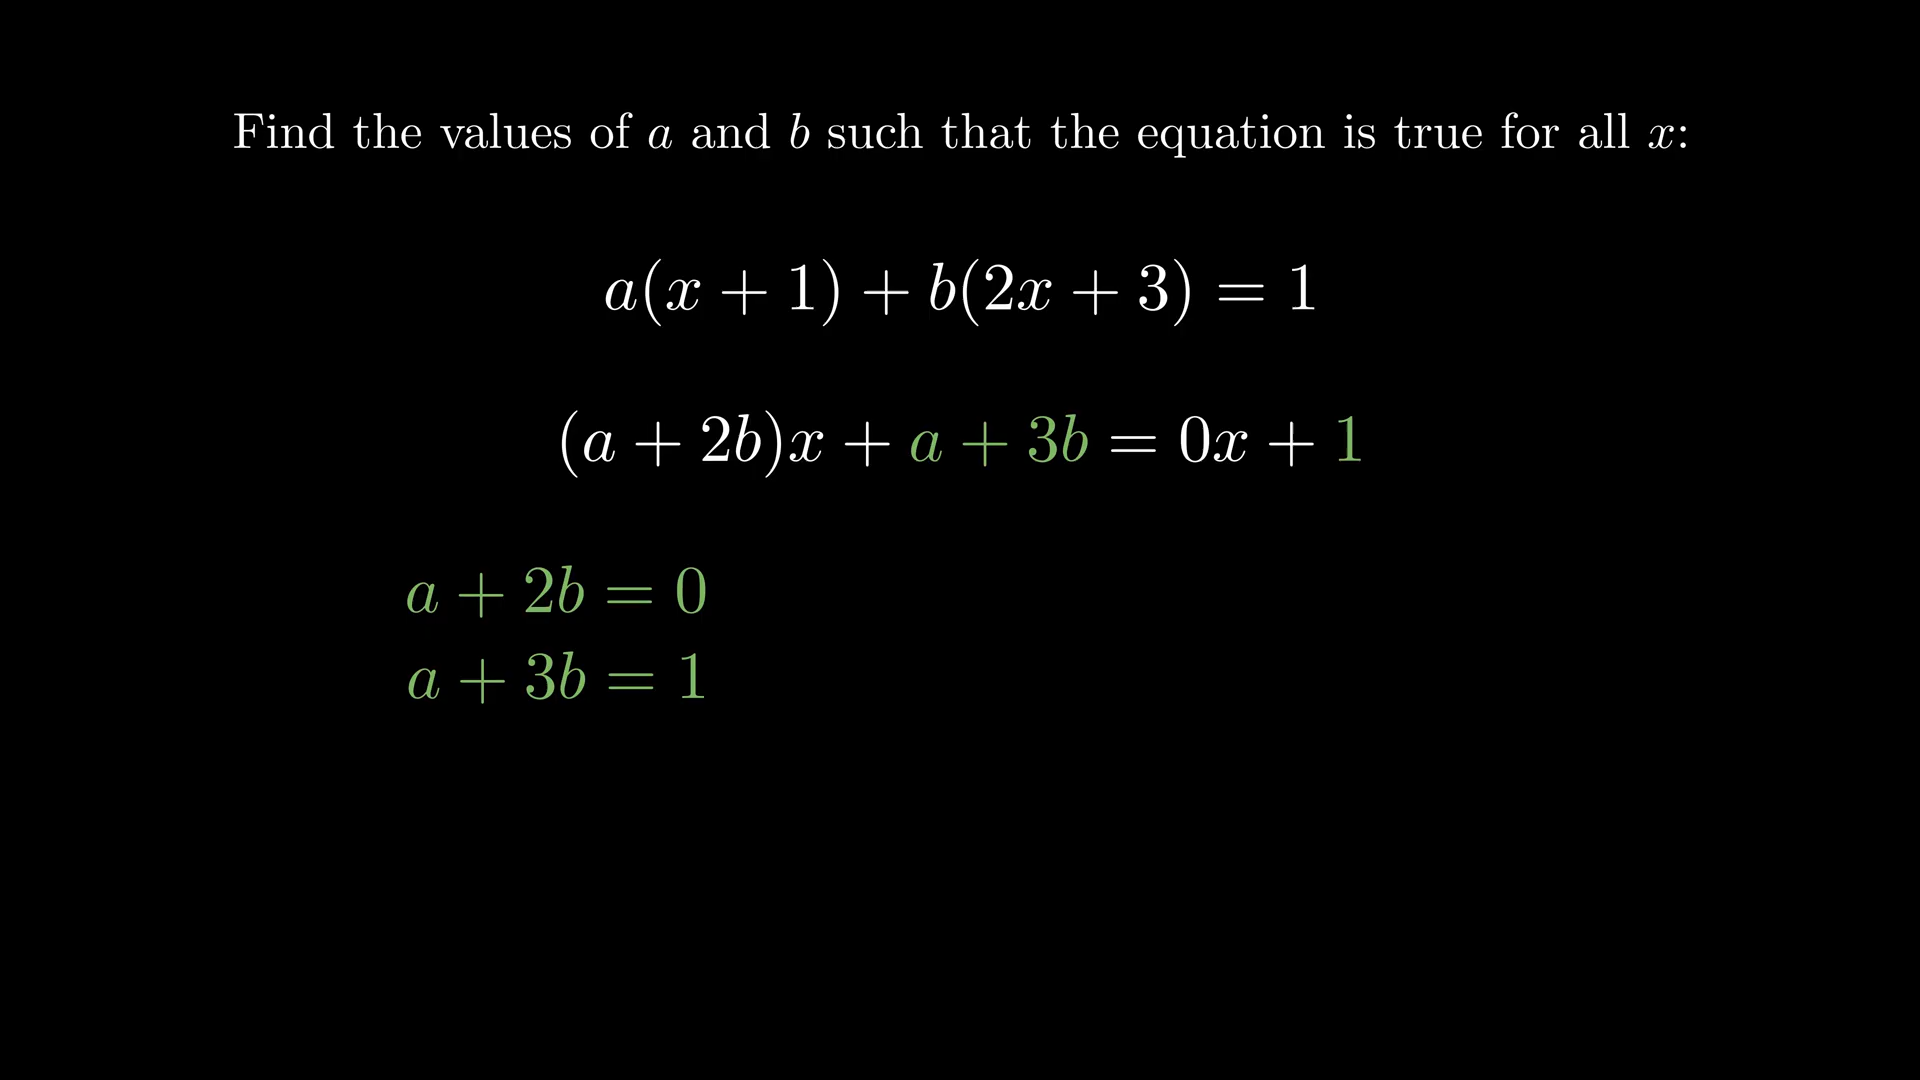 Find the values of a and b such that the equation is true for all x:
a(x + 1) + b(2x + 3) = 1
(a + 2b)x + a + 3b = 0x + 1
a + 2b = 0
a + 3b = 1